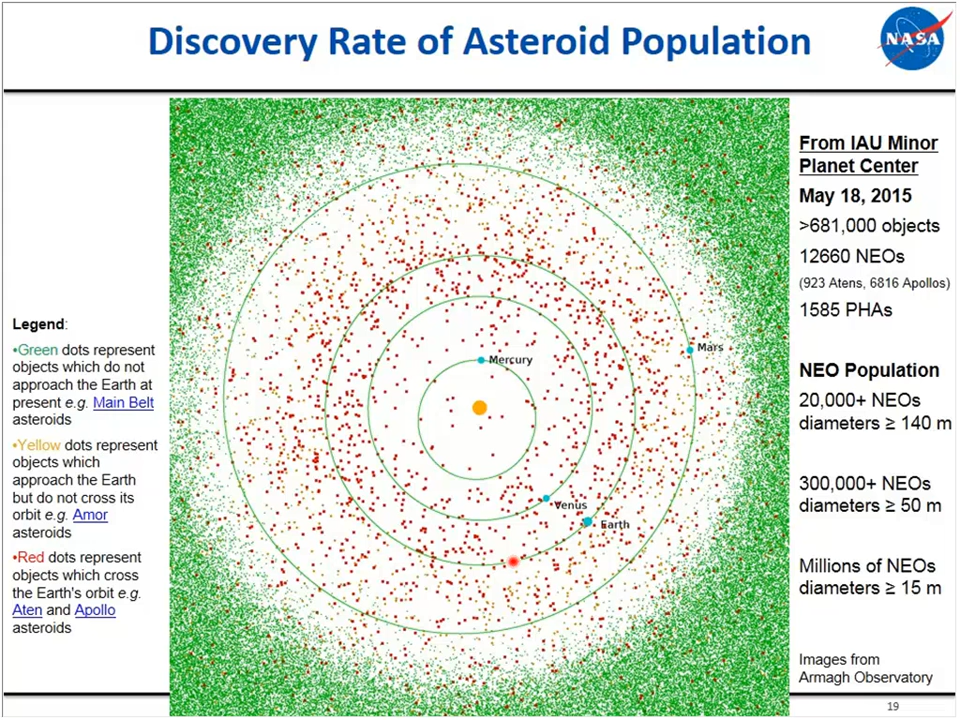 Discovery Rate of Asteroid Population
NASA
From IAU Minor
Planet Center
May 18, 2015
>681,000 objects
12660 NEOs
(923 Atens, 6816 Apollos)
1585 PHAs
NEO Population
20,000+ NEOs
diameters ≥ 140 m
300,000+ NEOs
diameters ≥ 50 m
Millions of NEOs
diameters ≥ 15 m
Images from
Armagh Observatory
19
Legend:
•Green dots represent
objects which do not
approach the Earth at
present e.g. Main Belt
asteroids
•Yellow dots represent
objects which
approach the Earth
but do not cross its
orbit e.g. Amor
asteroids
•Red dots represent
objects which cross
the Earth's orbit e.g.
Aten and Apollo
asteroids
Mars
Mercury
Venus
Earth